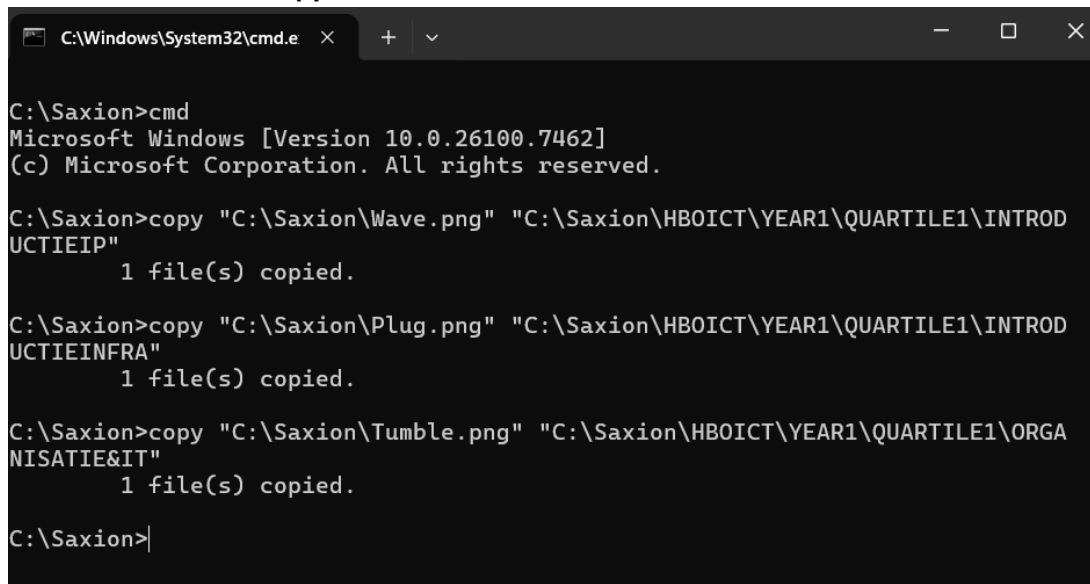 C:\Windows\System32\cmd.e
C:\Saxion>cmd
Microsoft Windows [Version 10.0.26100.7462]
(c) Microsoft Corporation. All rights reserved.
C:\Saxion>copy "C:\Saxion\Wave.png" "C:\Saxion\HBOICT\YEAR1\QUARTILE1\INTROD
UCTIEIP"
1 file(s) copied.
C:\Saxion>copy "C:\Saxion\Plug.png" "C:\Saxion\HBOICT\YEAR1\QUARTILE1\INTROD
UCTIEINFRA"
1 file(s) copied.
C:\Saxion>copy "C:\Saxion\Tumble.png" "C:\Saxion\HBOICT\YEAR1\QUARTILE1\ORGA
NISATIE&IT"
1 file(s) copied.
C:\Saxion>